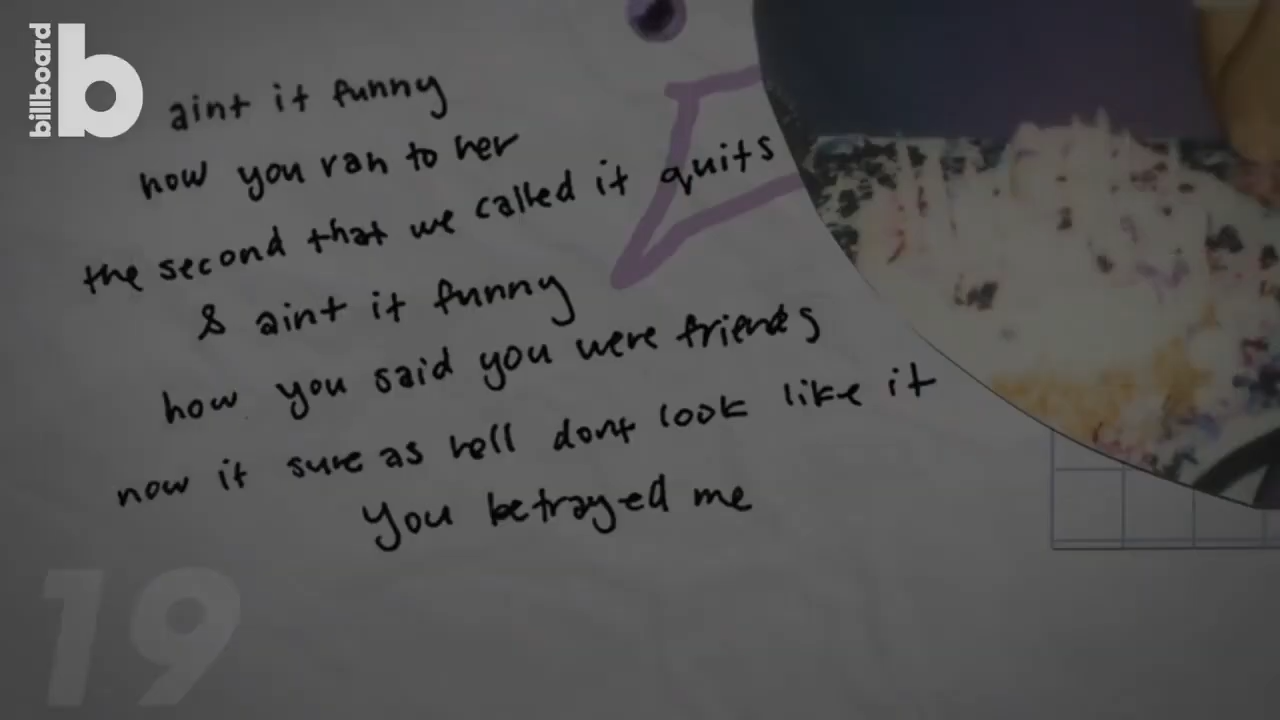 billboard
b
aint it funny
how you ran to her
the second that we called it quits
& aint it funny
how you said you were friends
now it sure as hell dont look like it
you betrayed me
19